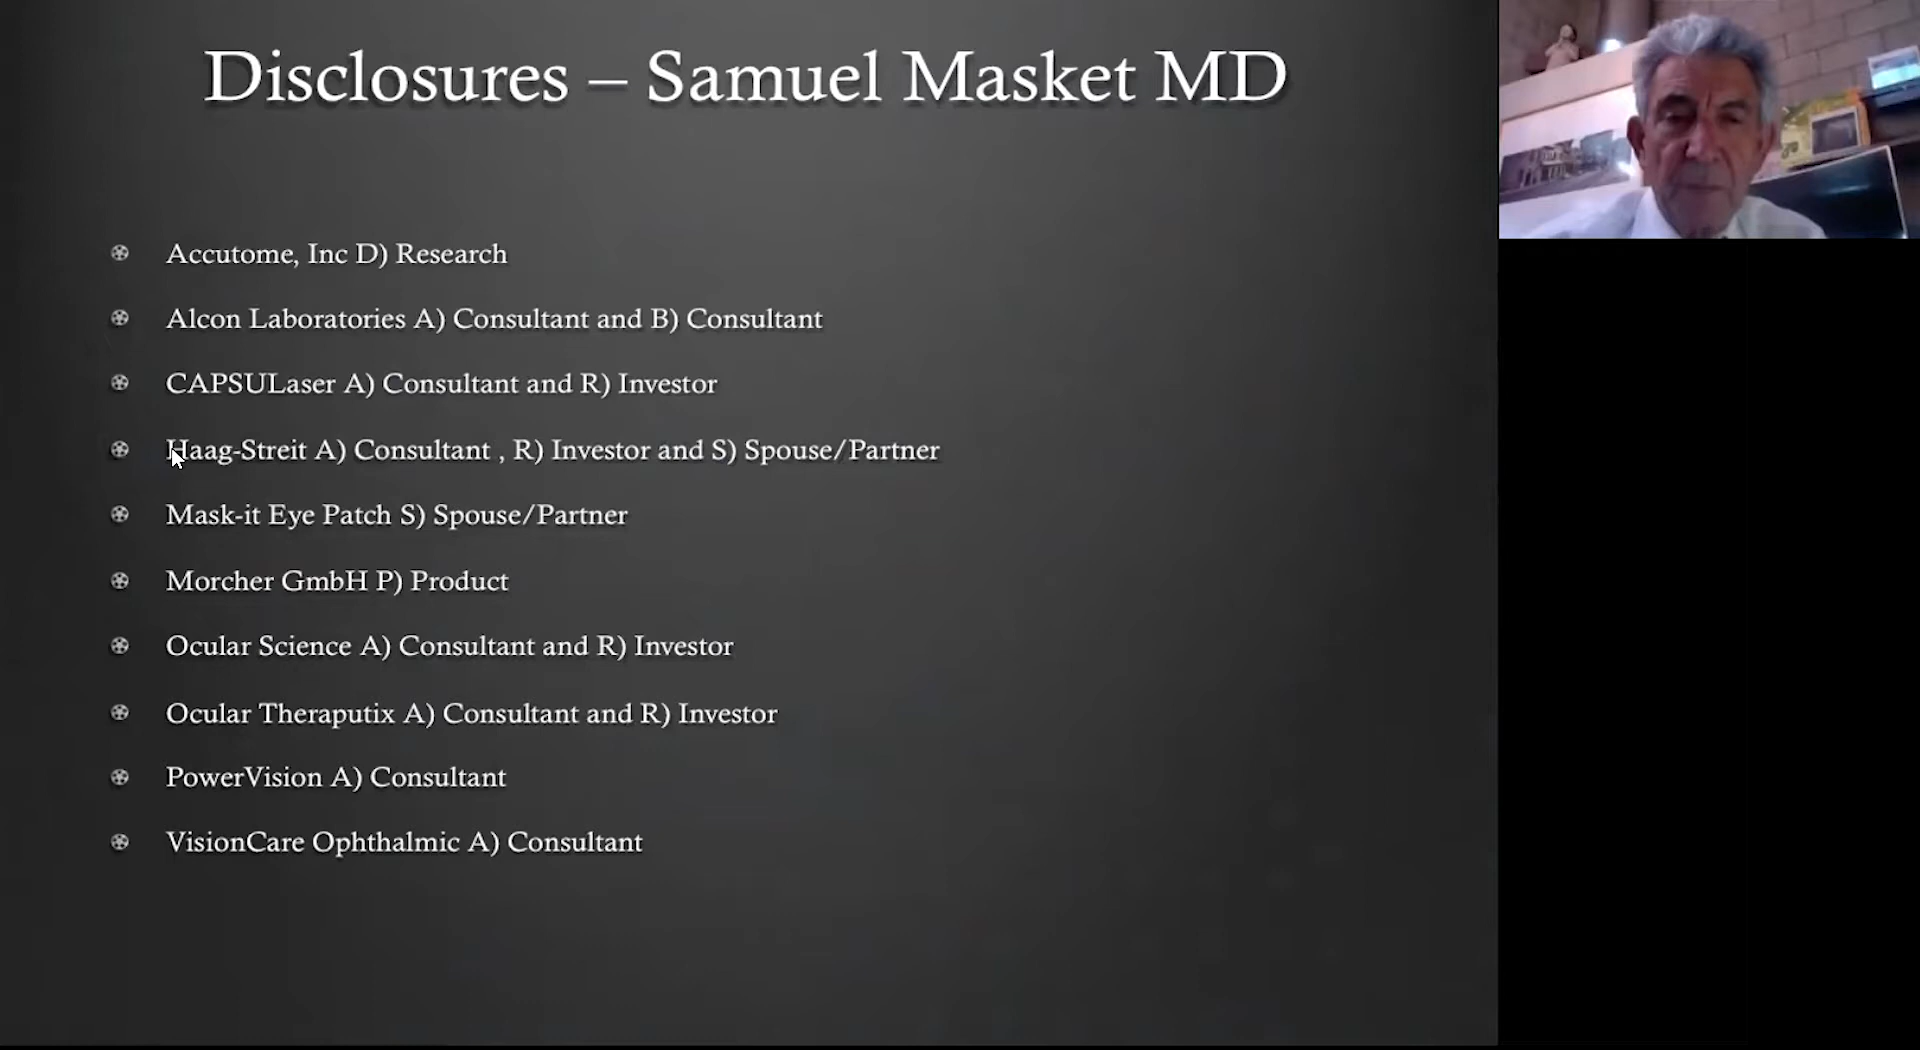 Disclosures – Samuel Masket MD
Accutome, Inc D) Research
Alcon Laboratories A) Consultant and B) Consultant
CAPSULaser A) Consultant and R) Investor
Haag-Streit A) Consultant , R) Investor and S) Spouse/Partner
Mask-it Eye Patch S) Spouse/Partner
Morcher GmbH P) Product
Ocular Science A) Consultant and R) Investor
Ocular Theraputix A) Consultant and R) Investor
PowerVision A) Consultant
VisionCare Ophthalmic A) Consultant